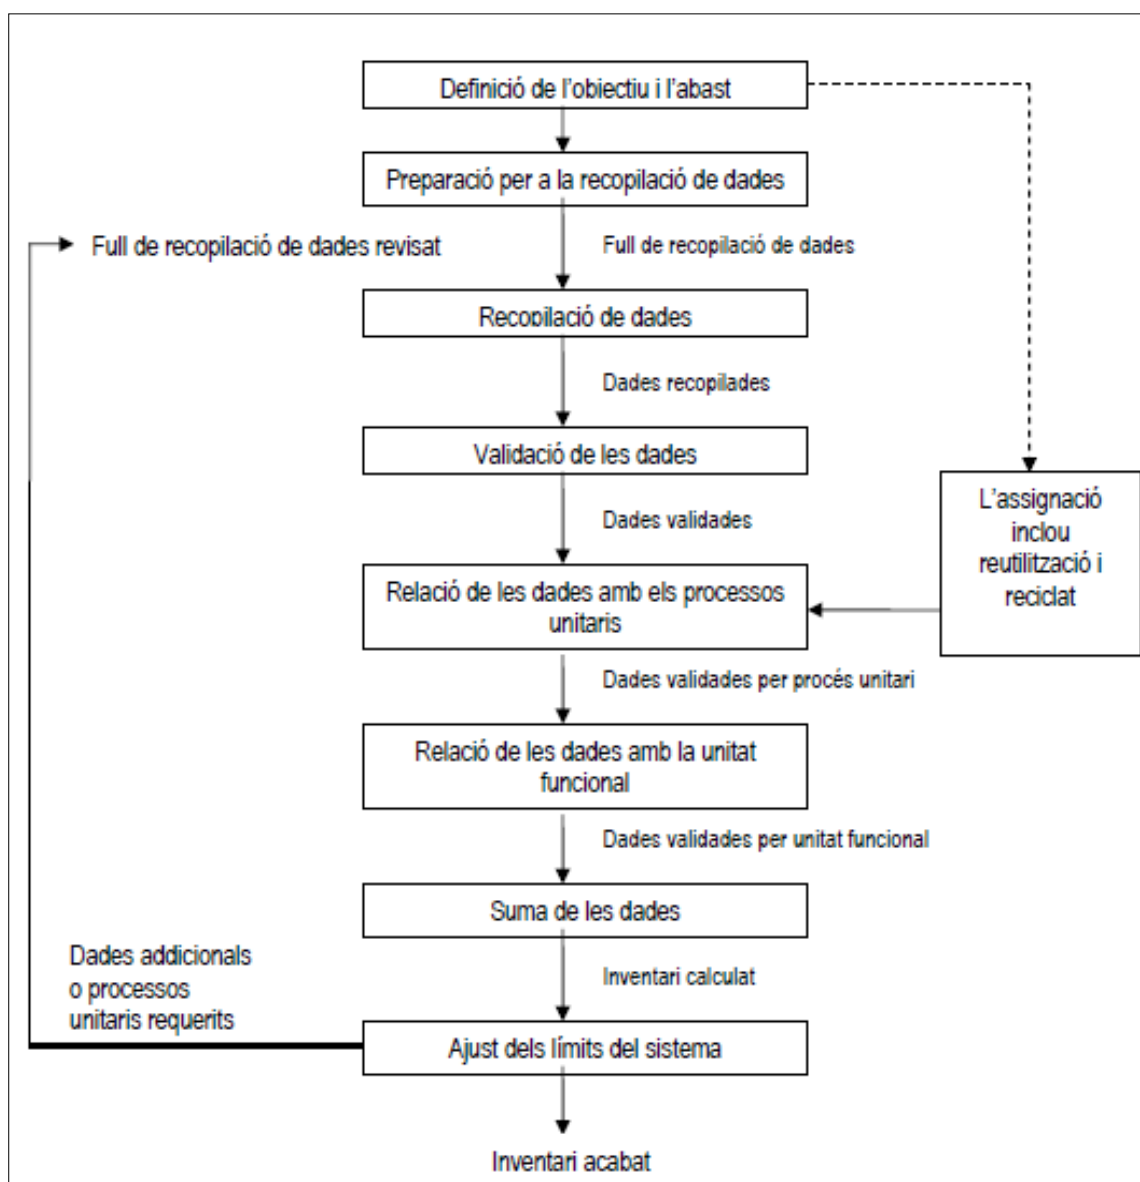 Definició de l'obiectiu i l'abast
Preparació per a la recopilació de dades
Full de recopilació de dades revisat
Full de recopilació de dades
Recopilació de dades
Dades recopilades
Validació de les dades
Dades validades
L'assignació
inclou
reutilització i
reciclat
Relació de les dades amb els processos
unitaris
Dades validades per procés unitari
Relació de les dades amb la unitat
funcional
Dades validades per unitat funcional
Suma de les dades
Dades addicionals
o processos
unitaris requerits
Inventari calculat
Ajust dels límits del sistema
Inventari acabat